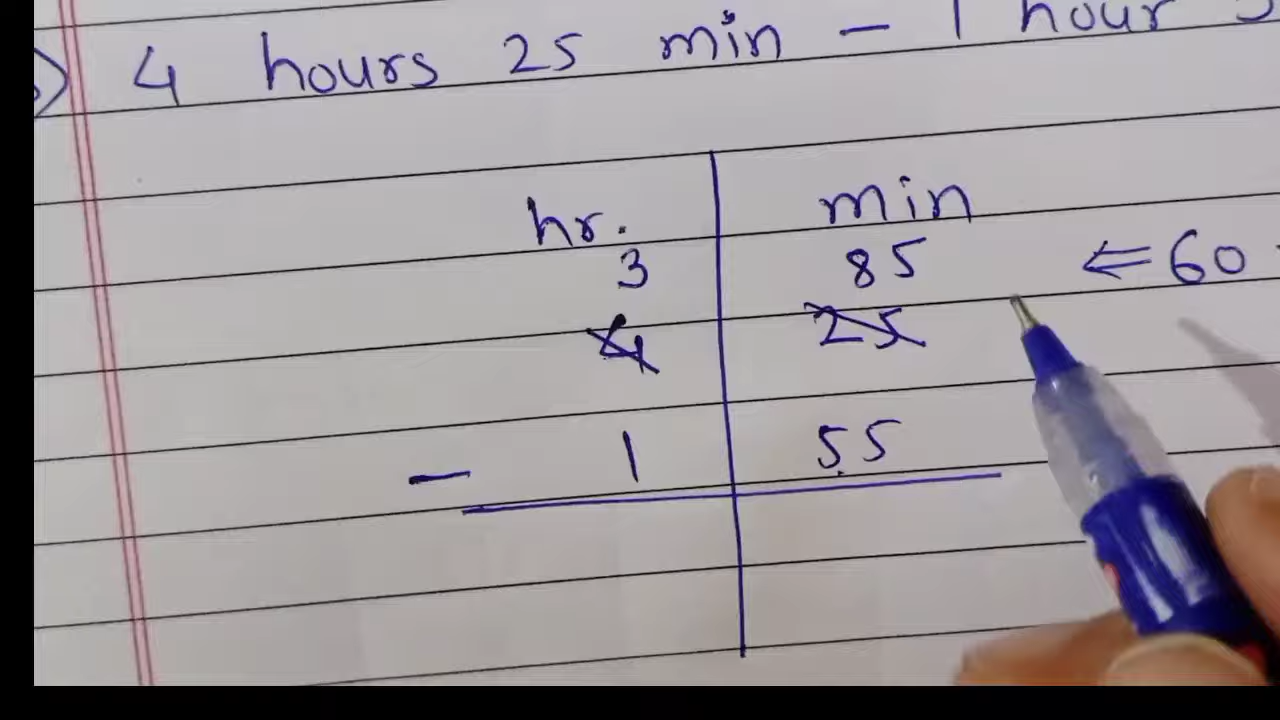 ) 4 hours 25 min - 1 hour
hr. min
3 85 ⇐ 60
4 25
- 1 55